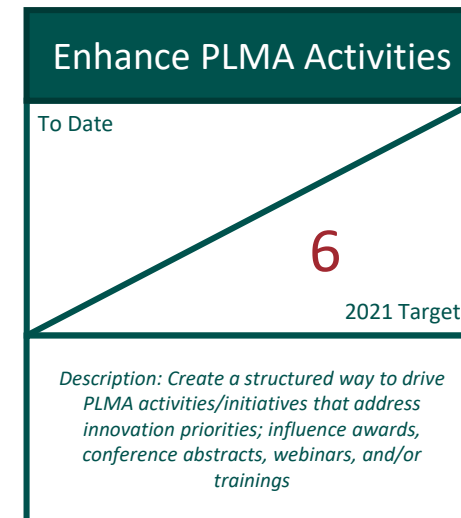 Enhance PLMA Activities
To Date
6
2021 Target
Description: Create a structured way to drive
PLMA activities/initiatives that address
innovation priorities; influence awards,
conference abstracts, webinars, and/or
trainings